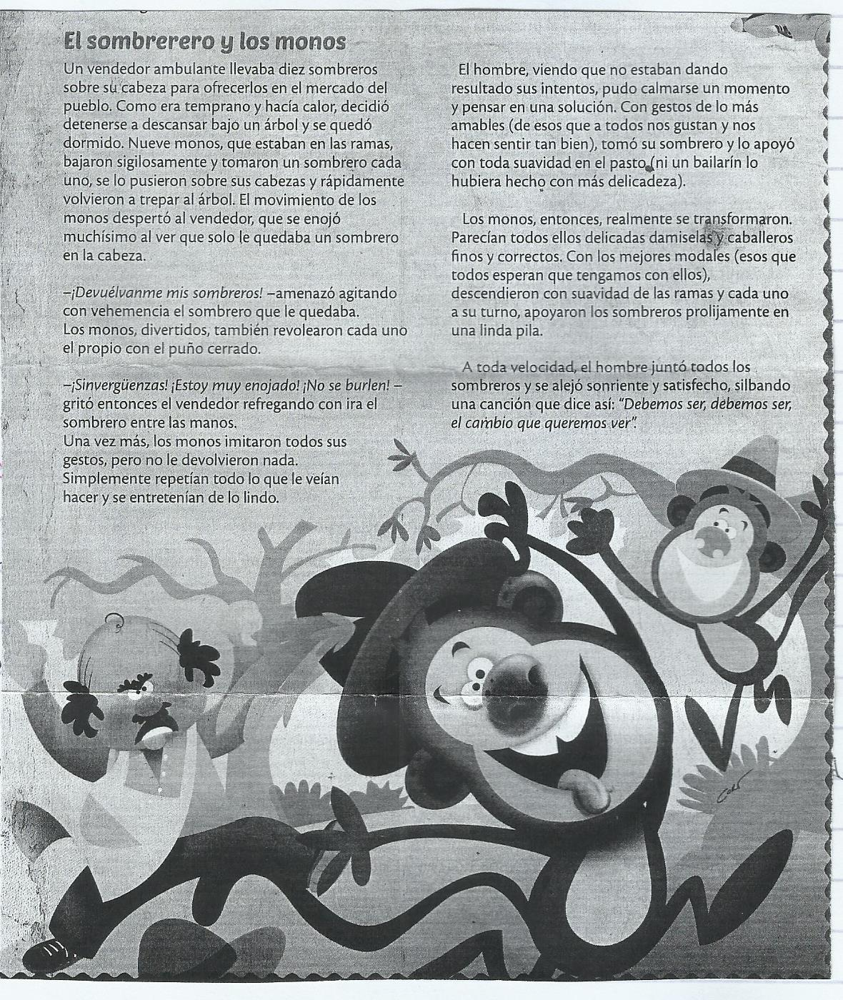 El sombrerero y los monos
Un vendedor ambulante llevaba diez sombreros
sobre su cabeza para ofrecerlos en el mercado del
pueblo. Como era temprano y hacía calor, decidió
detenerse a descansar bajo un árbol y se quedó
dormido. Nueve monos, que estaban en las ramas,
bajaron sigilosamente y tomaron un sombrero cada
uno, se lo pusieron sobre sus cabezas y rápidamente
volvieron a trepar al árbol. El movimiento de los
monos despertó al vendedor, que se enojó
muchísimo al ver que solo le quedaba un sombrero
en la cabeza.
–¡Devuélvanme mis sombreros! –amenazó agitando
con vehemencia el sombrero que le quedaba.
Los monos, divertidos, también revolearon cada uno
el propio con el puño cerrado.
–¡Sinvergüenzas! ¡Estoy muy enojado! ¡No se burlen! –
gritó entonces el vendedor refregando con ira el
sombrero entre las manos.
Una vez más, los monos imitaron todos sus
gestos, pero no le devolvieron nada.
Simplemente repetían todo lo que le veían
hacer y se entretenían de lo lindo.
El hombre, viendo que no estaban dando
resultado sus intentos, pudo calmarse un momento
y pensar en una solución. Con gestos de lo más
amables (de esos que a todos nos gustan y nos
hacen sentir tan bien), tomó su sombrero y lo apoyó
con toda suavidad en el pasto (ni un bailarín lo
hubiera hecho con más delicadeza).
Los monos, entonces, realmente se transformaron.
Parecían todos ellos delicadas damiselas y caballeros
finos y correctos. Con los mejores modales (esos que
todos esperan que tengamos con ellos),
descendieron con suavidad de las ramas y cada uno
a su turno, apoyaron los sombreros prolijamente en
una linda pila.
A toda velocidad, el hombre juntó todos los
sombreros y se alejó sonriente y satisfecho, silbando
una canción que dice así: "Debemos ser, debemos ser,
el cambio que queremos ver".